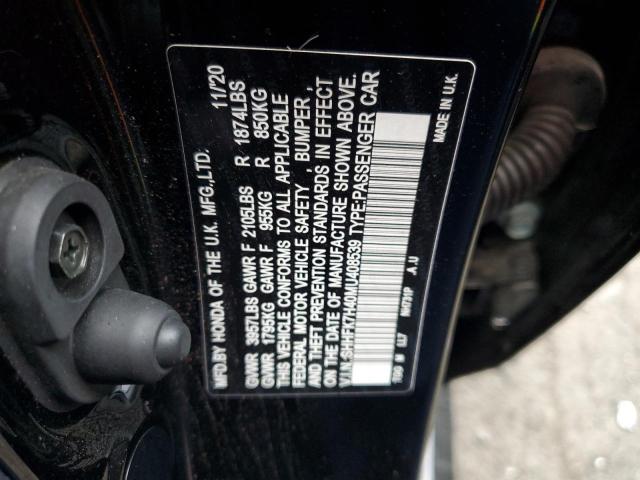 MFD.BY HONDA OF THE U.K. MFG.,LTD. 11/20
GVWR 3957LBS GAWR F 2105LBS R 1874LBS
GVWR 1795KG GAWR F 955KG R 850KG
THIS VEHICLE CONFORMS TO ALL APPLICABLE
FEDERAL MOTOR VEHICLE SAFETY , BUMPER ,
AND THEFT PREVENTION STANDARDS IN EFFECT
ON THE DATE OF MANUFACTURE SHOWN ABOVE.
V.I.N.:SHHFK7H40MU408539 TYPE:PASSENGER CAR
MADE IN U.K.
A.U